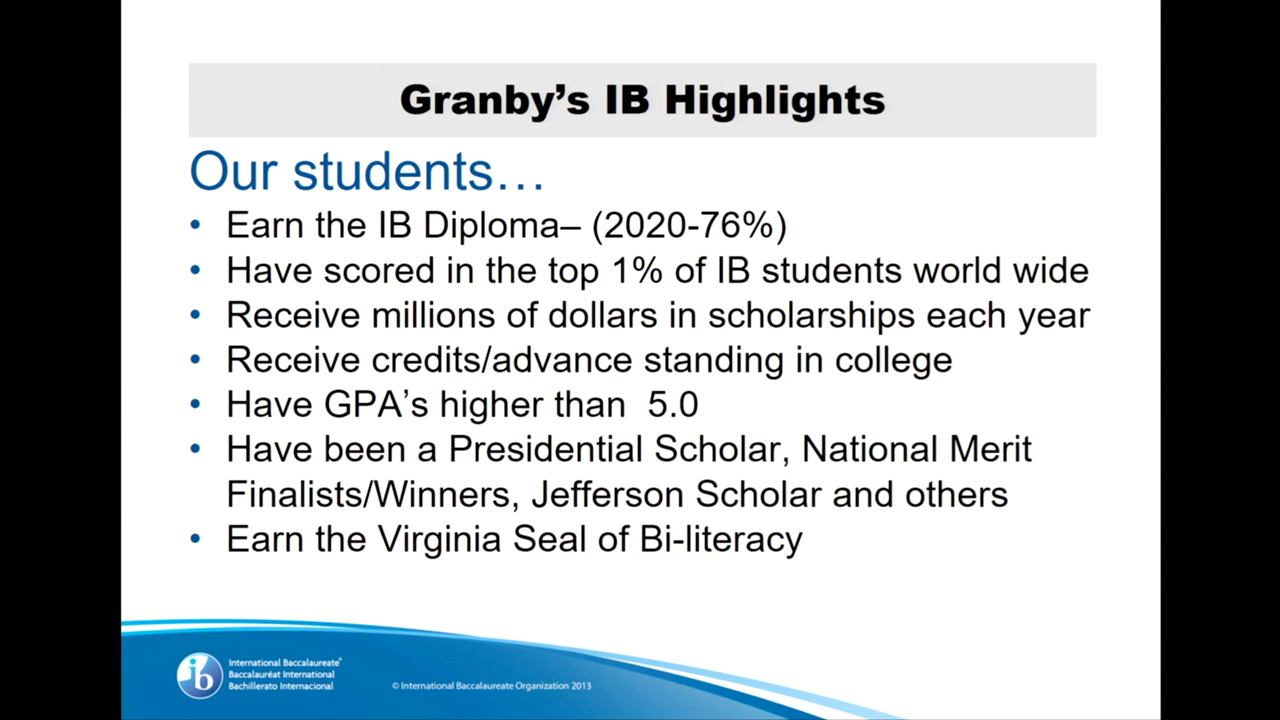 Granby’s IB Highlights
Our students…
• Earn the IB Diploma– (2020-76%)
• Have scored in the top 1% of IB students world wide
• Receive millions of dollars in scholarships each year
• Receive credits/advance standing in college
• Have GPA’s higher than  5.0
• Have been a Presidential Scholar, National Merit
Finalists/Winners, Jefferson Scholar and others
• Earn the Virginia Seal of Bi-literacy
ib
International Baccalaureate®
Baccalauréat International
Bachillerato Internacional
© International Baccalaureate Organization 2013